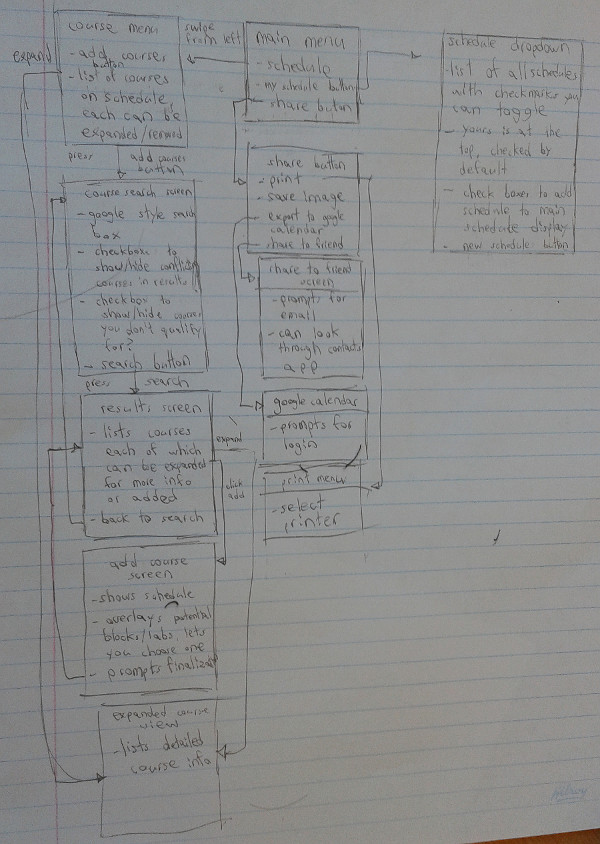 course menu
- add courses
button
- list of courses
on schedule,
each can be
expanded/removed
expand
swipe
from left
main menu
- schedule
- my schedule button
- share button
schedule dropdown
- list of all schedules
with checkmarks you
can toggle
- yours is at the
top, checked by
default
- check boxes to add
schedule to main
schedule display
- new schedule button
press add courses
button
course search screen
- google style search
box
- checkbox to
show/hide conflicting
courses in results
- checkbox to
show/hide courses
you don't qualify
for?
- search button
press search
share button
- print
- save image
- export to google
calendar
- share to friend
share to friend
screen
- prompts for
email
- can look
through contacts
app
google calendar
- prompts for
login
print menu
- select
printer
results screen
- lists courses
each of which
can be expanded
for more info
or added
- back to search
expand
click
add
add course
screen
- shows schedule
- overlays potential
blocks/labs, lets
you choose one
- prompts finalize
expanded course
view
- lists detailed
course info